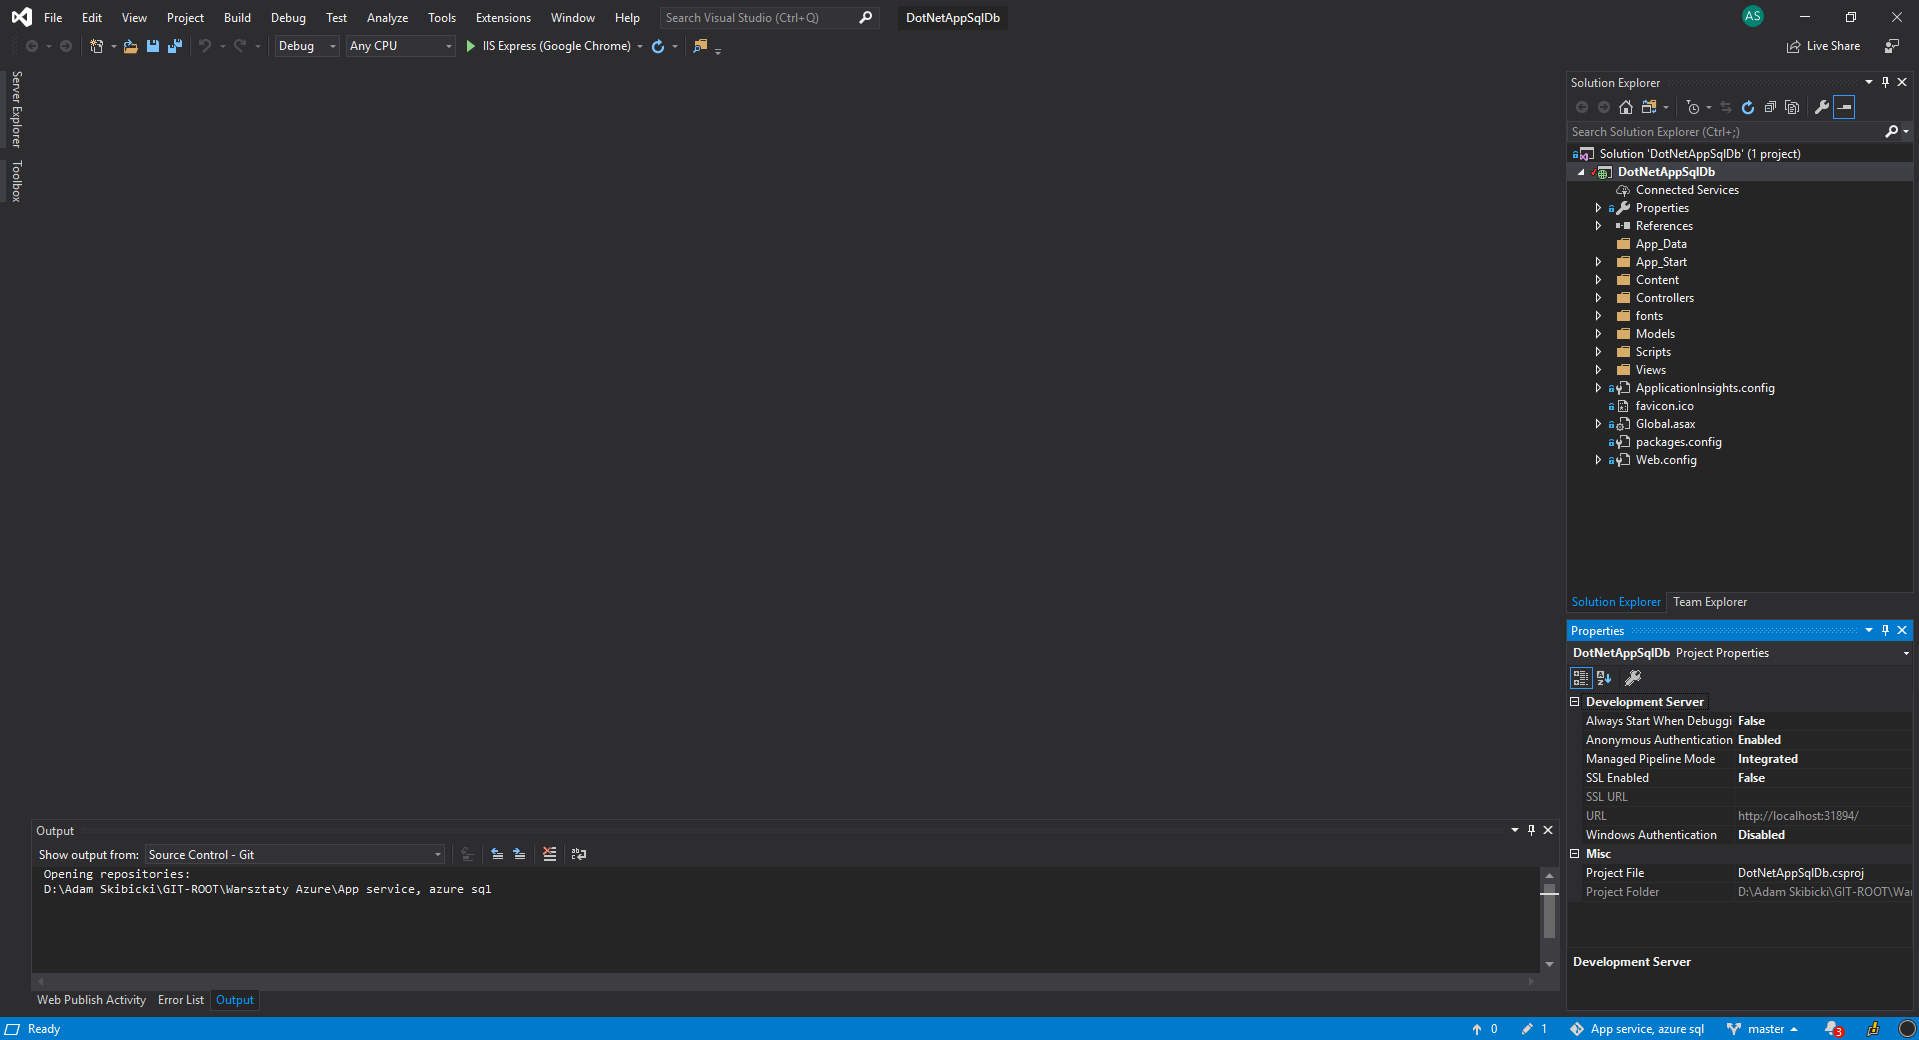 File Edit View Project Build Debug Test Analyze Tools Extensions Window Help Search Visual Studio (Ctrl+Q) DotNetAppSqlDb AS
Debug Any CPU IIS Express (Google Chrome) Live Share
Server Explorer
Toolbox
Solution Explorer
Search Solution Explorer (Ctrl+;)
Solution 'DotNetAppSqlDb' (1 project)
DotNetAppSqlDb
Connected Services
Properties
References
App_Data
App_Start
Content
Controllers
fonts
Models
Scripts
Views
ApplicationInsights.config
favicon.ico
Global.asax
packages.config
Web.config
Solution Explorer Team Explorer
Properties
DotNetAppSqlDb Project Properties
Development Server
Always Start When Debuggi False
Anonymous Authentication Enabled
Managed Pipeline Mode Integrated
SSL Enabled False
SSL URL
URL http://localhost:31894/
Windows Authentication Disabled
Misc
Project File DotNetAppSqlDb.csproj
Project Folder D:\Adam Skibicki\GIT-ROOT\War
Development Server
Output
Show output from: Source Control - Git
Opening repositories:
D:\Adam Skibicki\GIT-ROOT\Warsztaty Azure\App service, azure sql
Web Publish Activity Error List Output
Ready 0 1 App service, azure sql master 3